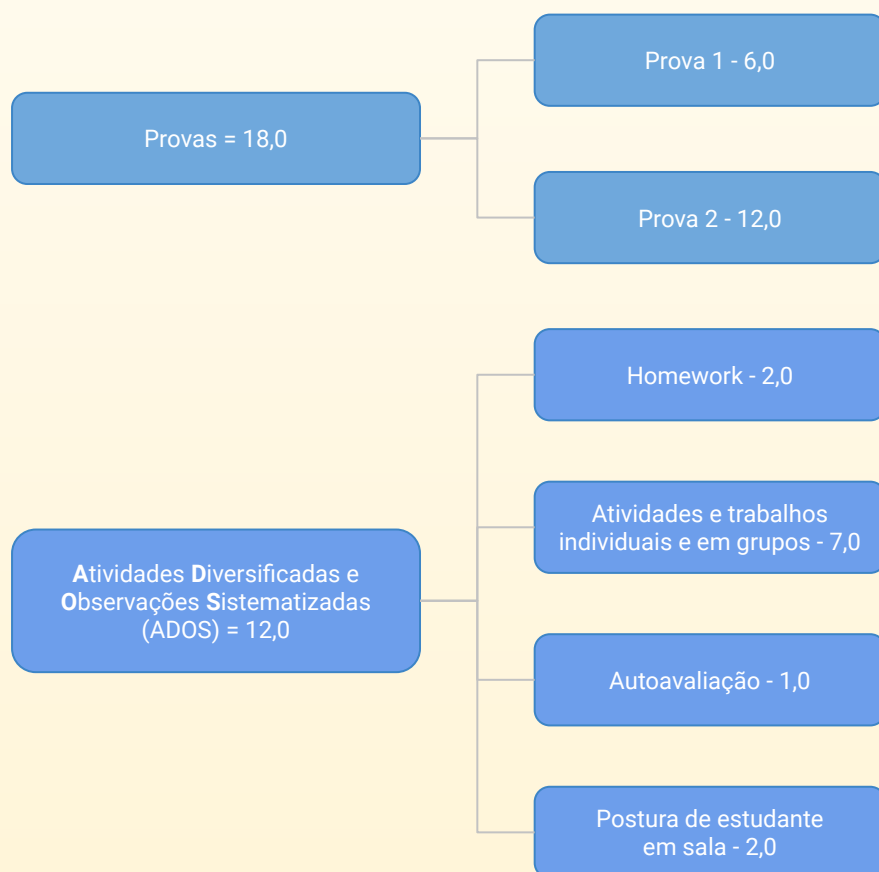 Provas = 18,0
Prova 1 - 6,0
Prova 2 - 12,0
Atividades Diversificadas e
Observações Sistematizadas
(ADOS) = 12,0
Homework - 2,0
Atividades e trabalhos
individuais e em grupos - 7,0
Autoavaliação - 1,0
Postura de estudante
em sala - 2,0